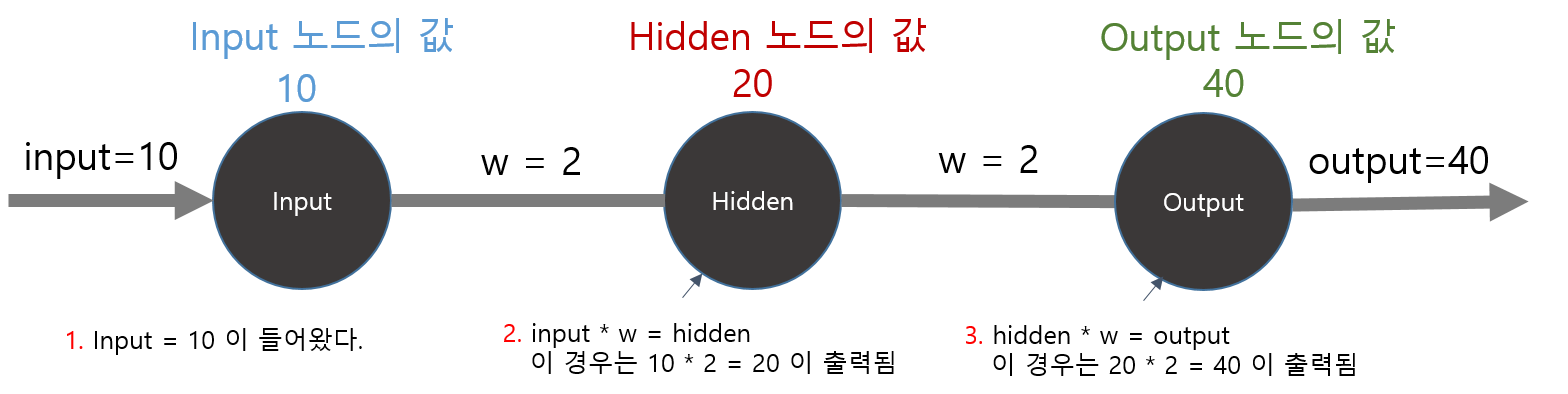 Input 노드의 값
10
Hidden 노드의 값
20
Output 노드의 값
40
input=10
w = 2
w = 2
output=40
Input
Hidden
Output
1. Input = 10 이 들어왔다.
2. input * w = hidden
이 경우는 10 * 2 = 20 이 출력됨
3. hidden * w = output
이 경우는 20 * 2 = 40 이 출력됨